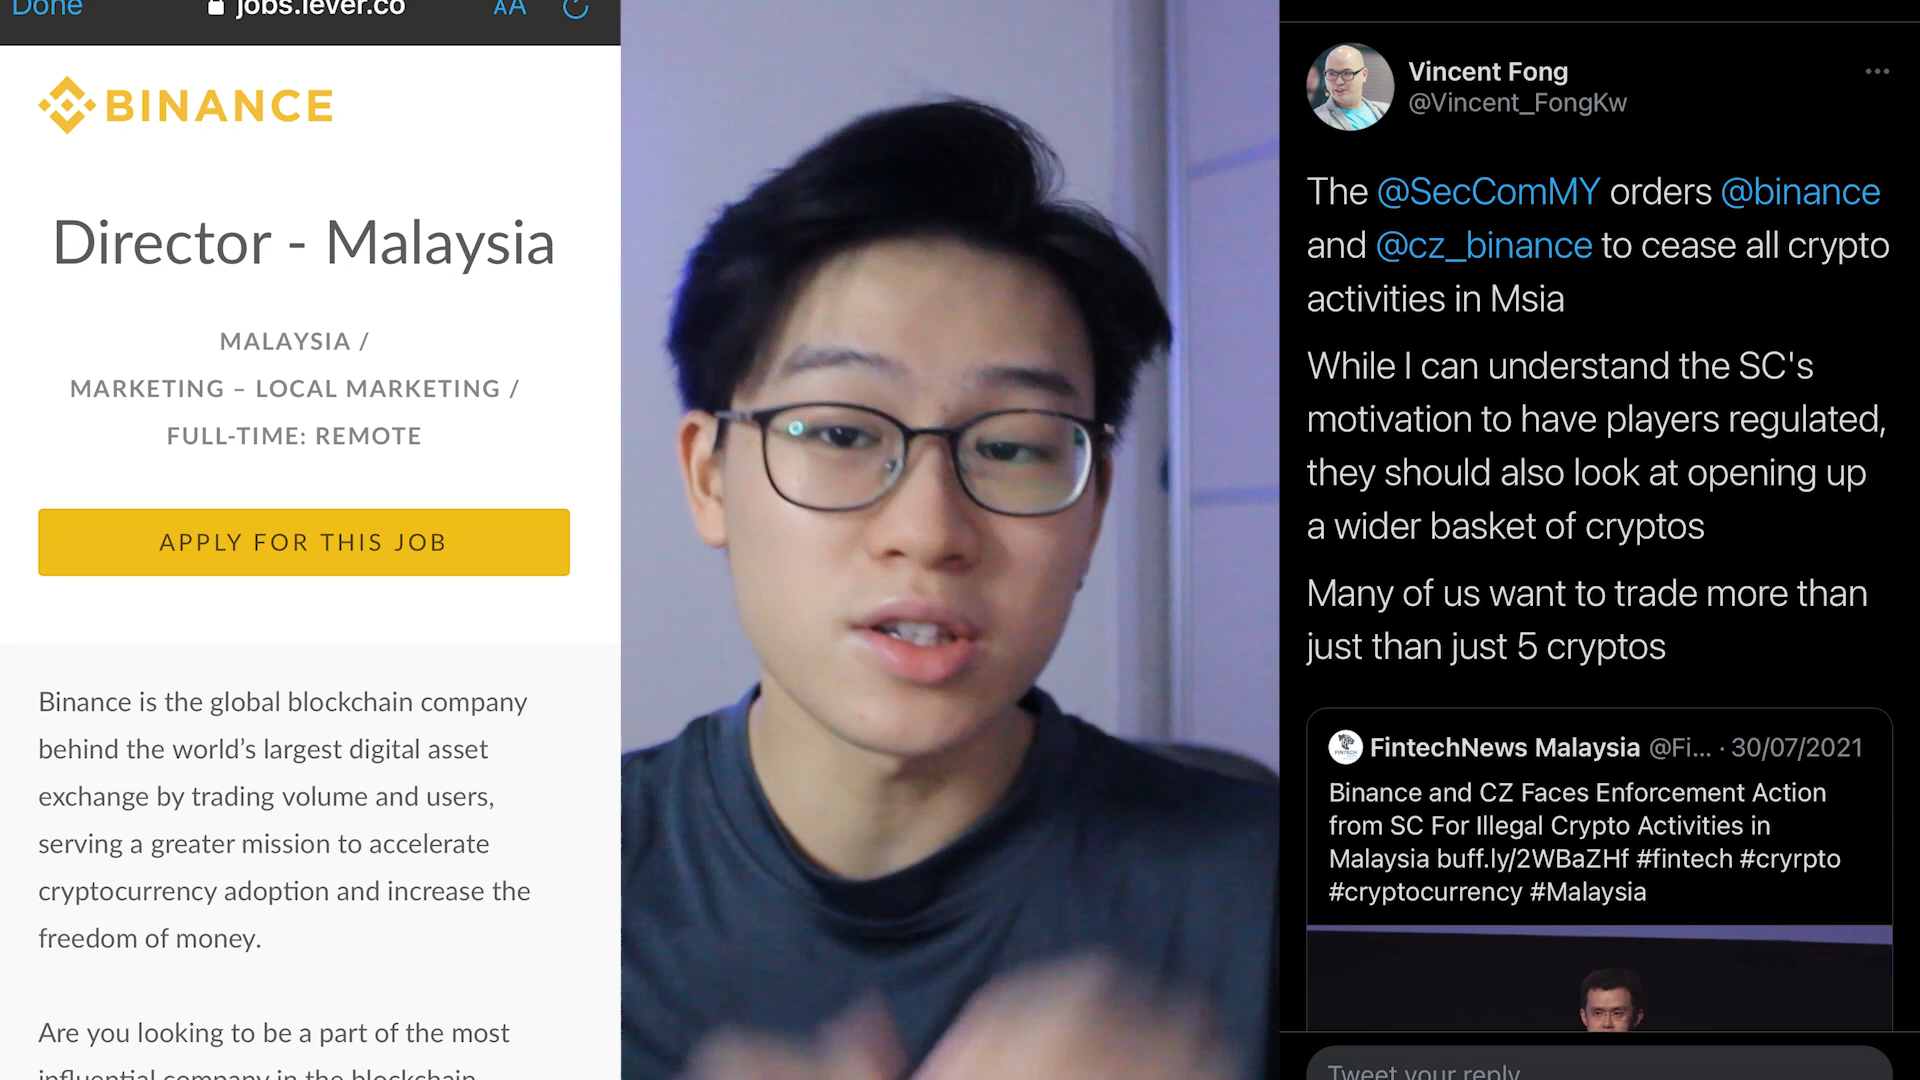 Done
jobs.lever.co
AA
BINANCE
Director - Malaysia
MALAYSIA /
MARKETING – LOCAL MARKETING /
FULL-TIME: REMOTE
APPLY FOR THIS JOB
Binance is the global blockchain company
behind the world’s largest digital asset
exchange by trading volume and users,
serving a greater mission to accelerate
cryptocurrency adoption and increase the
freedom of money.
Are you looking to be a part of the most
influential company in the blockchain
Vincent Fong
@Vincent_FongKw
The @SecComMY orders @binance
and @cz_binance to cease all crypto
activities in Msia
While I can understand the SC's
motivation to have players regulated,
they should also look at opening up
a wider basket of cryptos
Many of us want to trade more than
just than just 5 cryptos
FintechNews Malaysia @Fi... · 30/07/2021
Binance and CZ Faces Enforcement Action
from SC For Illegal Crypto Activities in
Malaysia buff.ly/2WBaZHf #fintech #cryrpto
#cryptocurrency #Malaysia
Tweet your reply